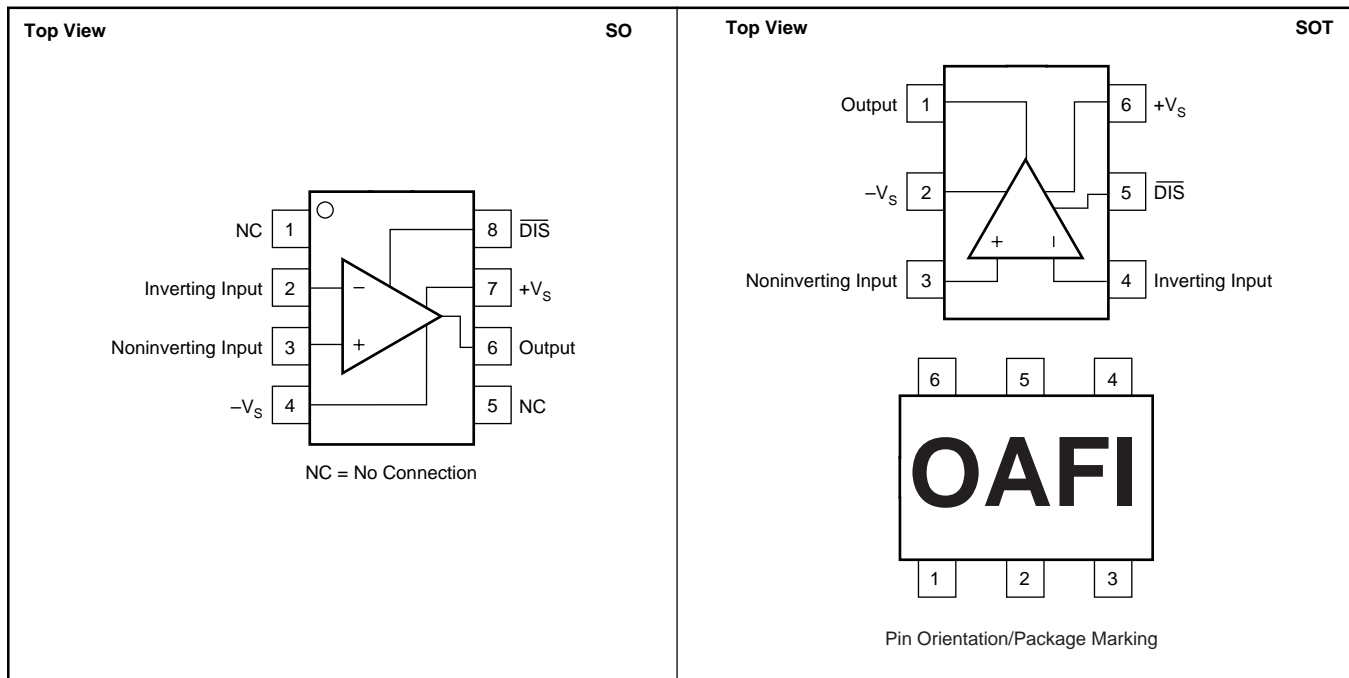 Top View SO
NC 1 8 D̅I̅S̅
Inverting Input 2 − 7 +VS
Noninverting Input 3 + 6 Output
–VS 4 5 NC
NC = No Connection
Top View SOT
Output 1 6 +VS
–VS 2 5 D̅I̅S̅
+ −
Noninverting Input 3 4 Inverting Input
6 5 4
OAFI
1 2 3
Pin Orientation/Package Marking